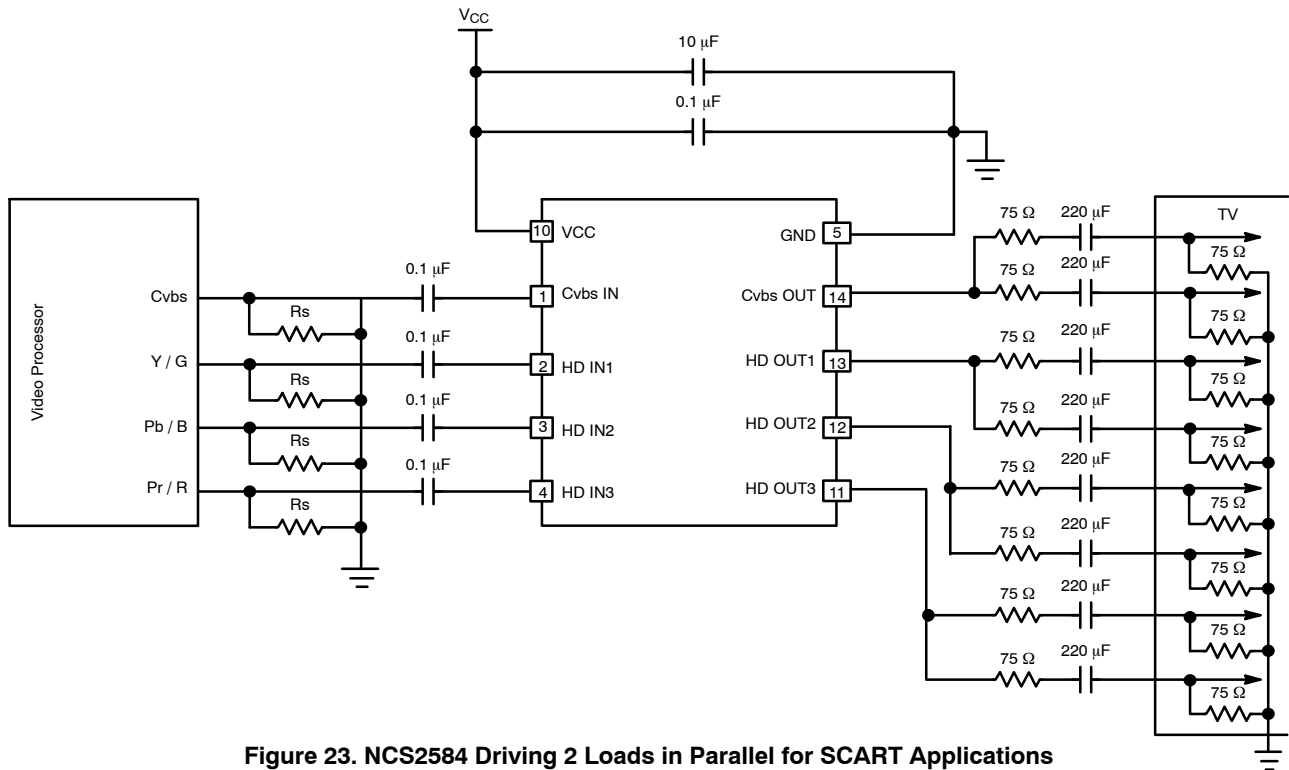 VCC
10 μF
0.1 μF
Video Processor
Cvbs
Y / G
Pb / B
Pr / R
Rs
Rs
Rs
Rs
0.1 μF
0.1 μF
0.1 μF
0.1 μF
10 VCC
1 Cvbs IN
2 HD IN1
3 HD IN2
4 HD IN3
GND 5
Cvbs OUT 14
HD OUT1 13
HD OUT2 12
HD OUT3 11
75 Ω 220 μF
75 Ω 220 μF
75 Ω 220 μF
75 Ω 220 μF
75 Ω 220 μF
75 Ω 220 μF
75 Ω 220 μF
75 Ω 220 μF
TV
75 Ω
75 Ω
75 Ω
75 Ω
75 Ω
75 Ω
75 Ω
75 Ω
Figure 23. NCS2584 Driving 2 Loads in Parallel for SCART Applications